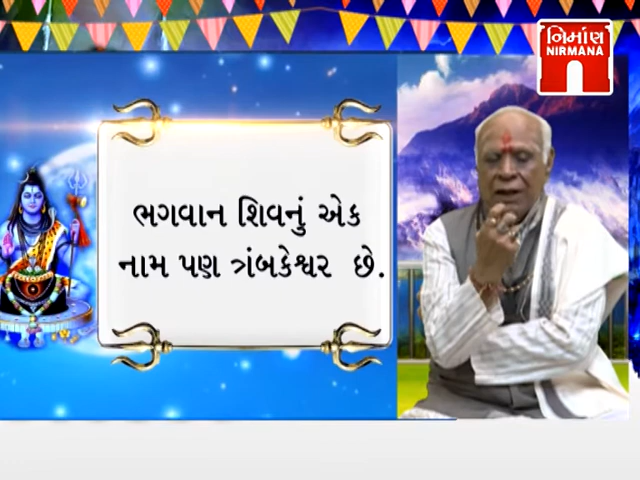 નિર્માણ
NIRMANA
ભગવાન શિવનું એક
નામ પણ ત્રંબકેશ્વર છે.